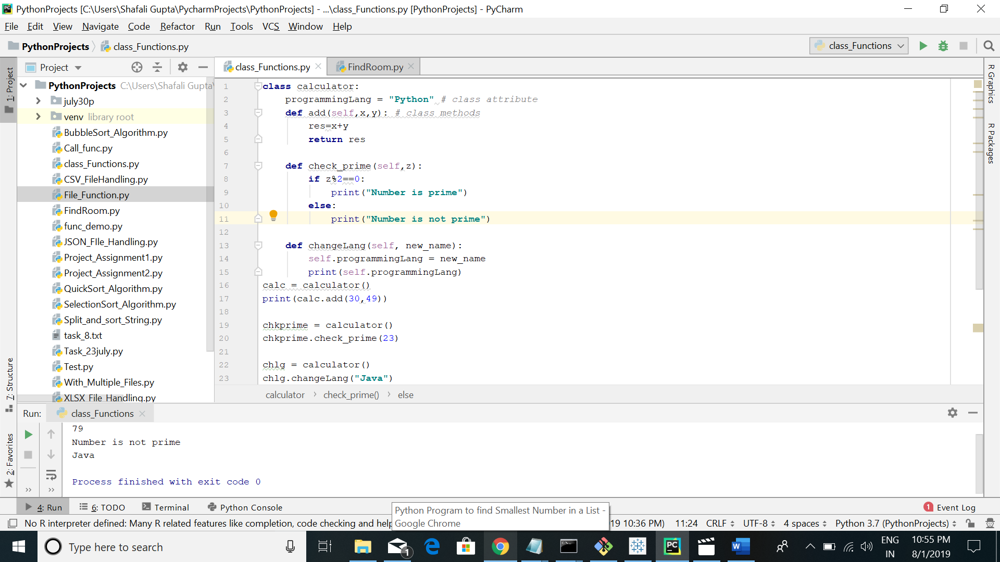 PythonProjects [C:\Users\Shafali Gupta\PycharmProjects\PythonProjects] - ...\class_Functions.py [PythonProjects] - PyCharm
File Edit View Navigate Code Refactor Run Tools VCS Window Help
PythonProjects class_Functions.py class_Functions
1: Project
Project
class_Functions.py FindRoom.py
R Graphics
R Packages
PythonProjects C:\Users\Shafali Gupta\
july30p
venv library root
BubbleSort_Algorithm.py
Call_func.py
class_Functions.py
CSV_FileHandling.py
File_Function.py
FindRoom.py
func_demo.py
JSON_FIle_Handling.py
Project_Assignment1.py
Project_Assignment2.py
QuickSort_Algorithm.py
SelectionSort_Algorithm.py
Split_and_sort_String.py
task_8.txt
Task_23july.py
Test.py
With_Multiple_Files.py
XLSX_File_Handling.py
1 class calculator:
2 programmingLang = "Python" # class attribute
3 def add(self,x,y): # class methods
4 res=x+y
5 return res
6
7 def check_prime(self,z):
8 if z%2==0:
9 print("Number is prime")
10 else:
11 print("Number is not prime")
12
13 def changeLang(self, new_name):
14 self.programmingLang = new_name
15 print(self.programmingLang)
16 calc = calculator()
17 print(calc.add(30,49))
18
19 chkprime = calculator()
20 chkprime.check_prime(23)
21
22 chlg = calculator()
23 chlg.changeLang("Java")
calculator check_prime() else
7: Structure
2: Favorites
Run: class_Functions
79
Number is not prime
Java
Process finished with exit code 0
4: Run 6: TODO Terminal Python Console
1 Event Log
Python Program to find Smallest Number in a List -
Google Chrome
No R interpreter defined: Many R related features like completion, code checking and help
19 10:36 PM) 11:24 CRLF UTF-8 4 spaces Python 3.7 (PythonProjects)
Type here to search
1
PC
ENG
IN
10:55 PM
8/1/2019